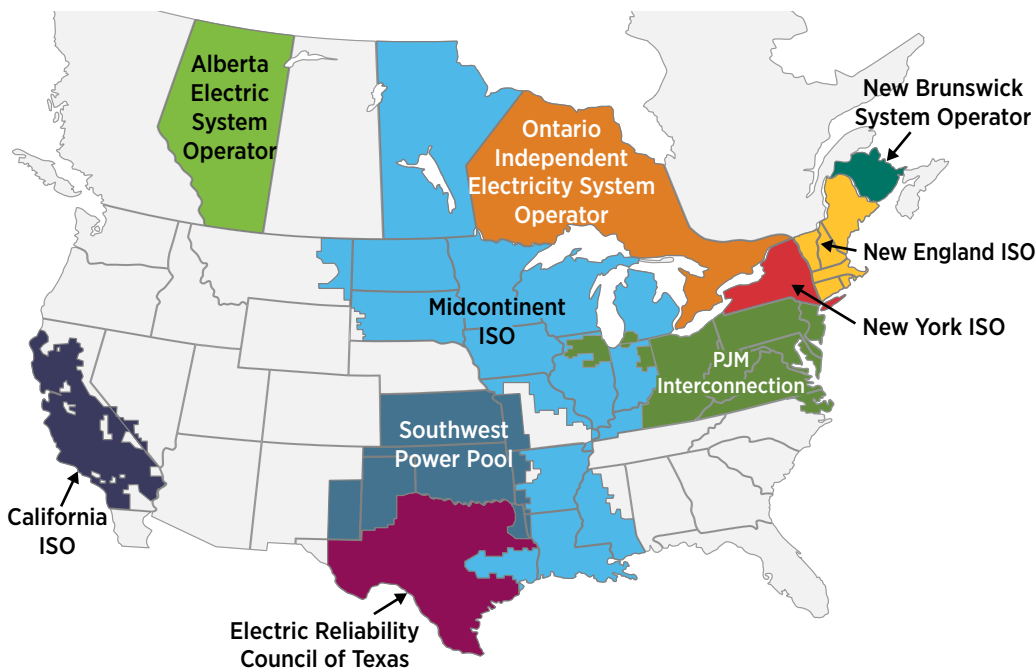 Alberta
Electric
System
Operator
Ontario
Independent
Electricity System
Operator
New Brunswick
System Operator
New England ISO
Midcontinent
ISO
New York ISO
PJM
Interconnection
Southwest
Power Pool
California
ISO
Electric Reliability
Council of Texas